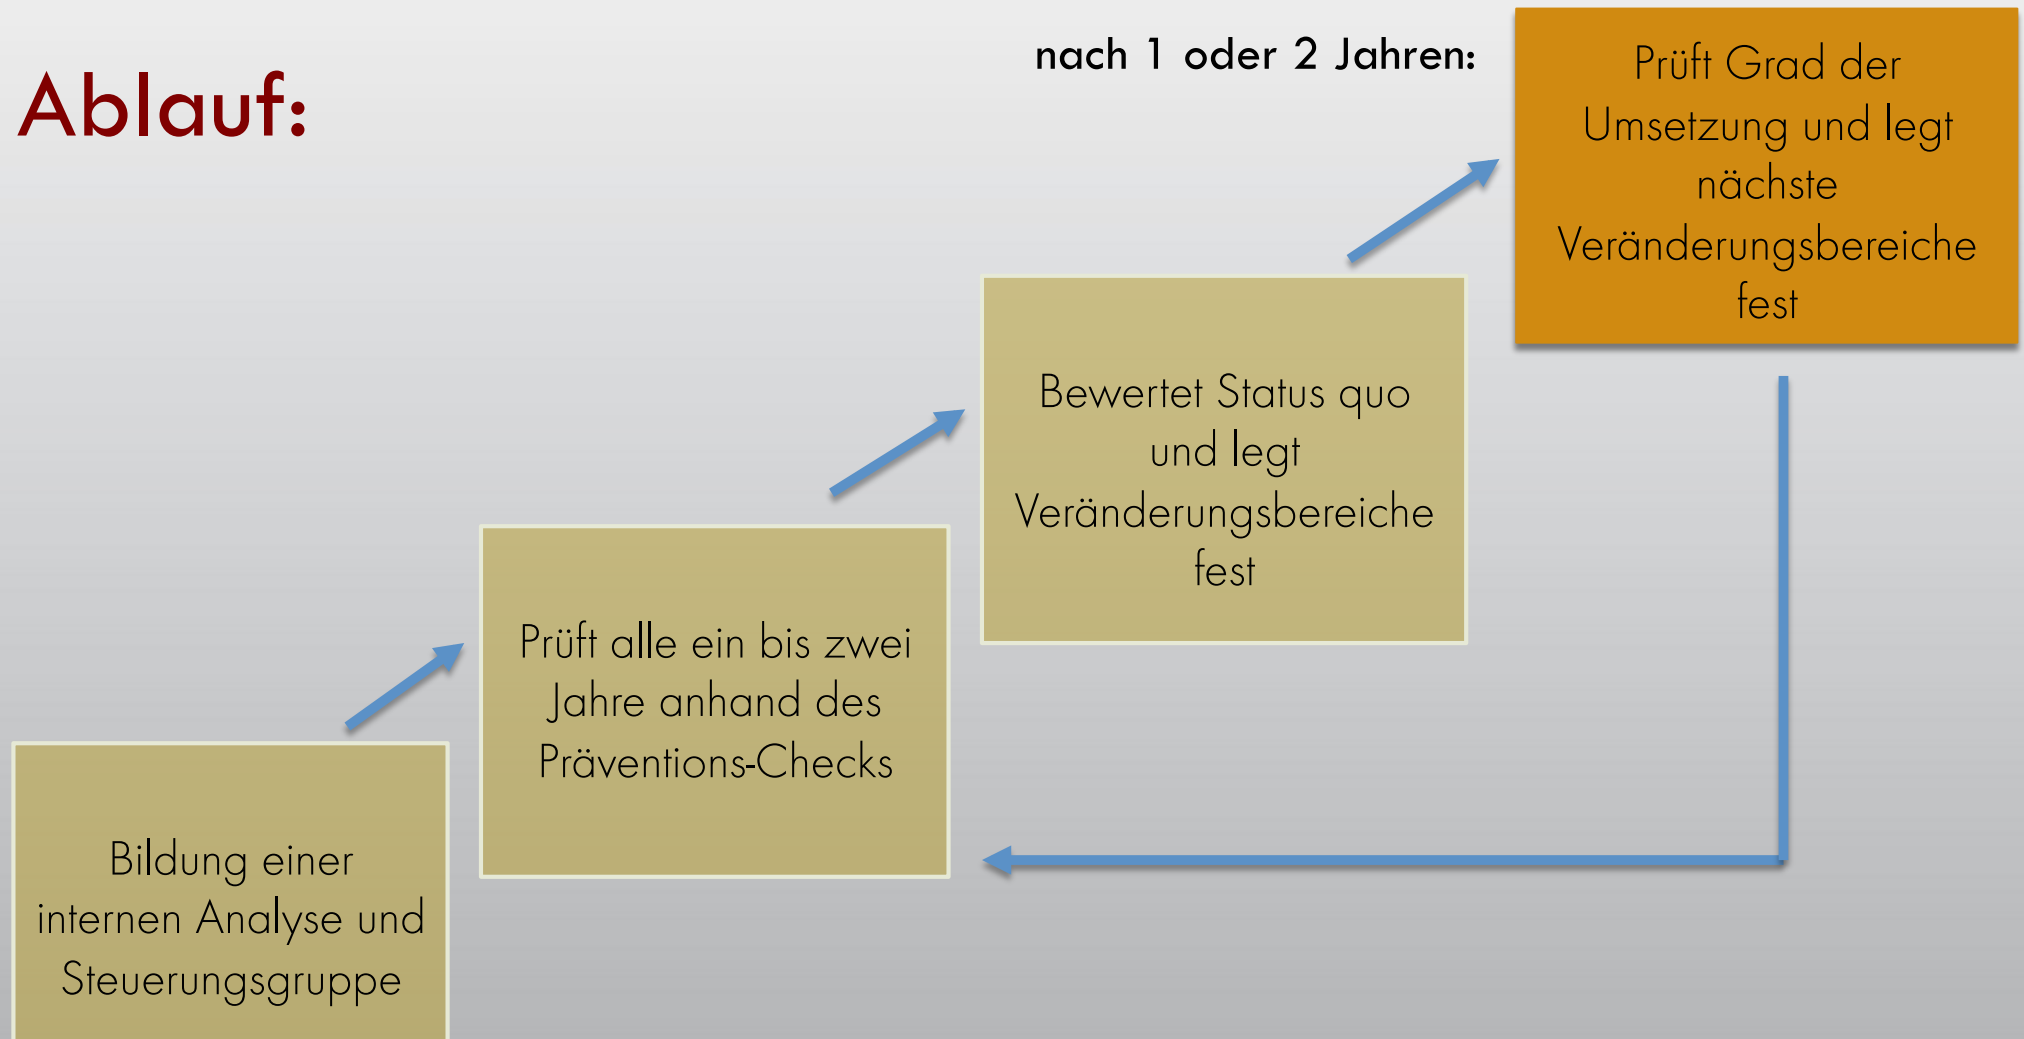 Ablauf:
nach 1 oder 2 Jahren:
Prüft Grad der
Umsetzung und legt
nächste
Veränderungsbereiche
fest
Bewertet Status quo
und legt
Veränderungsbereiche
fest
Prüft alle ein bis zwei
Jahre anhand des
Präventions-Checks
Bildung einer
internen Analyse und
Steuerungsgruppe